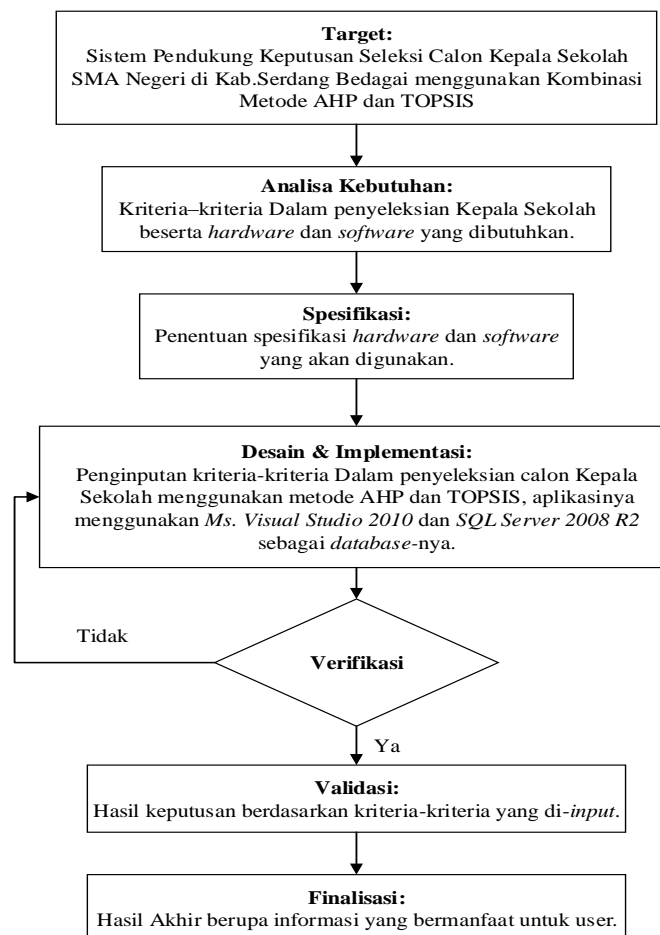 Target:
Sistem Pendukung Keputusan Seleksi Calon Kepala Sekolah
SMA Negeri di Kab.Serdang Bedagai menggunakan Kombinasi
Metode AHP dan TOPSIS
Analisa Kebutuhan:
Kriteria–kriteria Dalam penyeleksian Kepala Sekolah
beserta hardware dan software yang dibutuhkan.
Spesifikasi:
Penentuan spesifikasi hardware dan software
yang akan digunakan.
Desain & Implementasi:
Penginputan kriteria-kriteria Dalam penyeleksian calon Kepala
Sekolah menggunakan metode AHP dan TOPSIS, aplikasinya
menggunakan Ms. Visual Studio 2010 dan SQL Server 2008 R2
sebagai database-nya.
Tidak
Verifikasi
Ya
Validasi:
Hasil keputusan berdasarkan kriteria-kriteria yang di-input.
Finalisasi:
Hasil Akhir berupa informasi yang bermanfaat untuk user.